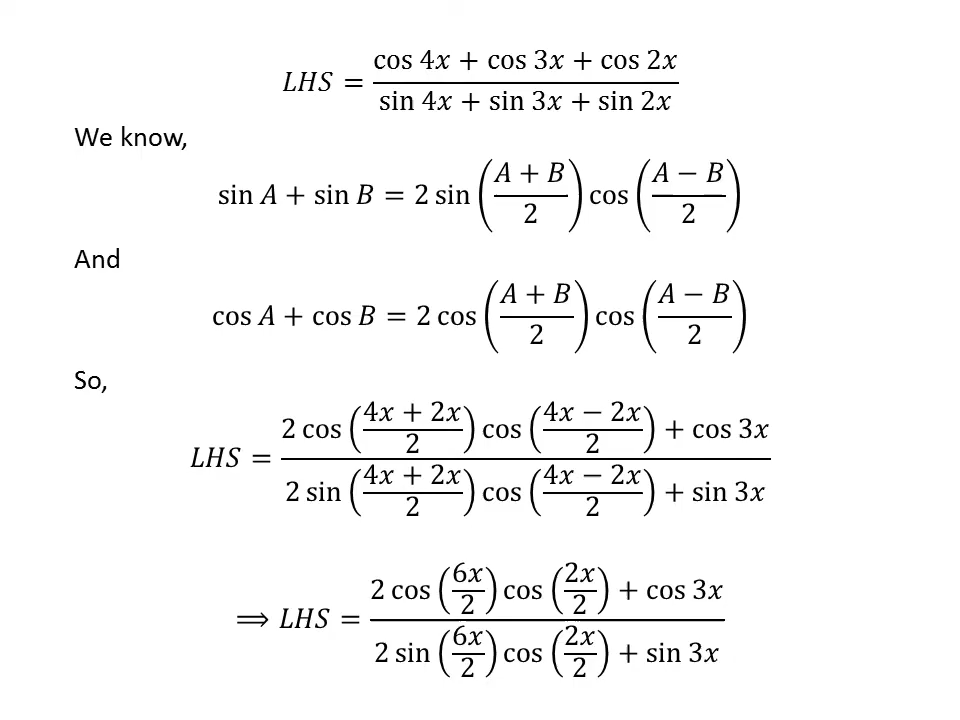 LHS = (cos 4x + cos 3x + cos 2x)/(sin 4x + sin 3x + sin 2x)
We know,
sin A + sin B = 2 sin ((A + B)/2) cos ((A − B)/2)
And
cos A + cos B = 2 cos ((A + B)/2) cos ((A − B)/2)
So,
LHS = (2 cos ((4x + 2x)/2) cos ((4x − 2x)/2) + cos 3x)/(2 sin ((4x + 2x)/2) cos ((4x − 2x)/2) + sin 3x)
⟹ LHS = (2 cos (6x/2) cos (2x/2) + cos 3x)/(2 sin (6x/2) cos (2x/2) + sin 3x)